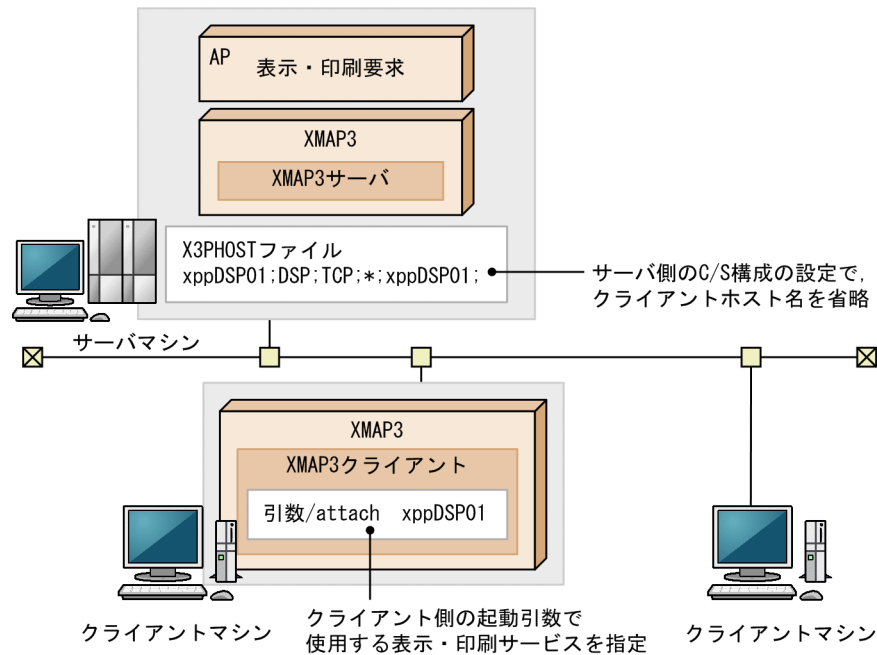 AP
表示・印刷要求
XMAP3
XMAP3サーバ
X3PHOSTファイル
xppDSP01;DSP;TCP;*;xppDSP01;
サーバ側のC/S構成の設定で，
クライアントホスト名を省略
サーバマシン
XMAP3
XMAP3クライアント
引数/attach xppDSP01
クライアントマシン
クライアント側の起動引数で
使用する表示・印刷サービスを指定
クライアントマシン